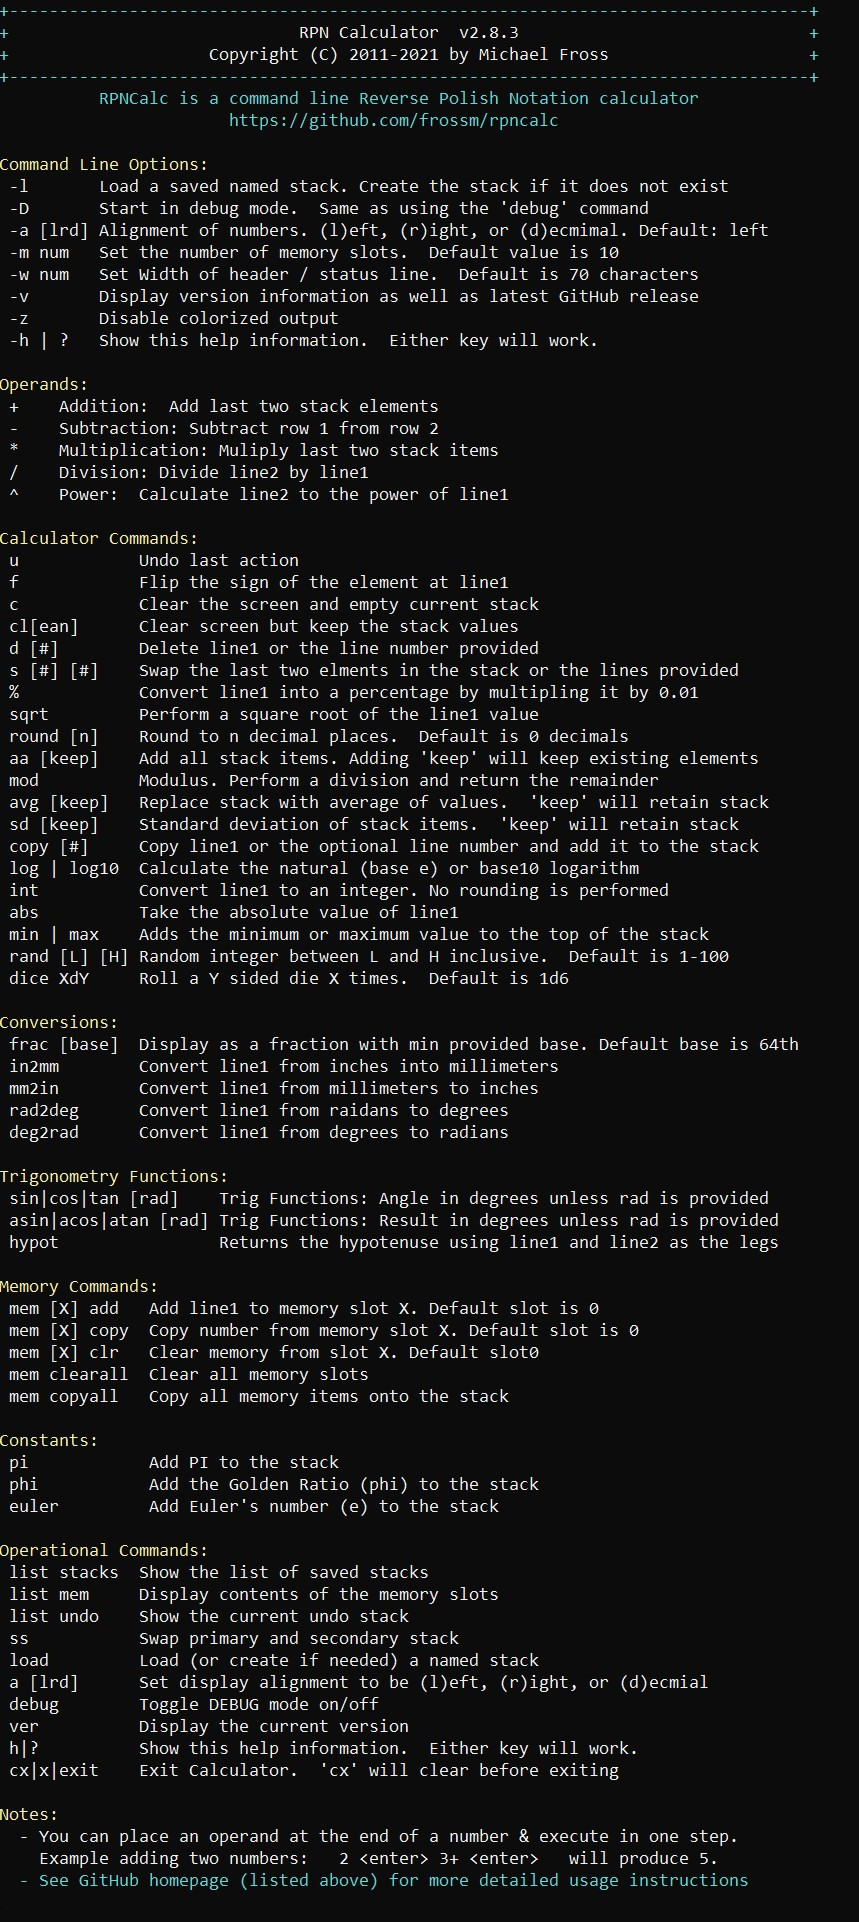 +--------------------------------------------------------------------------------+
+                             RPN Calculator  v2.8.3                             +
+                    Copyright (C) 2011-2021 by Michael Fross                    +
+--------------------------------------------------------------------------------+
          RPNCalc is a command line Reverse Polish Notation calculator
                       https://github.com/frossm/rpncalc

Command Line Options:
 -l       Load a saved named stack. Create the stack if it does not exist
 -D       Start in debug mode.  Same as using the 'debug' command
 -a [lrd] Alignment of numbers. (l)eft, (r)ight, or (d)ecmimal. Default: left
 -m num   Set the number of memory slots.  Default value is 10
 -w num   Set Width of header / status line.  Default is 70 characters
 -v       Display version information as well as latest GitHub release
 -z       Disable colorized output
 -h | ?   Show this help information.  Either key will work.

Operands:
 +    Addition:  Add last two stack elements
 -    Subtraction: Subtract row 1 from row 2
 *    Multiplication: Muliply last two stack items
 /    Division: Divide line2 by line1
 ^    Power:  Calculate line2 to the power of line1

Calculator Commands:
 u            Undo last action
 f            Flip the sign of the element at line1
 c            Clear the screen and empty current stack
 cl[ean]      Clear screen but keep the stack values
 d [#]        Delete line1 or the line number provided
 s [#] [#]    Swap the last two elments in the stack or the lines provided
 %            Convert line1 into a percentage by multipling it by 0.01
 sqrt         Perform a square root of the line1 value
 round [n]    Round to n decimal places.  Default is 0 decimals
 aa [keep]    Add all stack items. Adding 'keep' will keep existing elements
 mod          Modulus. Perform a division and return the remainder
 avg [keep]   Replace stack with average of values.  'keep' will retain stack
 sd [keep]    Standard deviation of stack items.  'keep' will retain stack
 copy [#]     Copy line1 or the optional line number and add it to the stack
 log | log10  Calculate the natural (base e) or base10 logarithm
 int          Convert line1 to an integer. No rounding is performed
 abs          Take the absolute value of line1
 min | max    Adds the minimum or maximum value to the top of the stack
 rand [L] [H] Random integer between L and H inclusive.  Default is 1-100
 dice XdY     Roll a Y sided die X times.  Default is 1d6

Conversions:
 frac [base]  Display as a fraction with min provided base. Default base is 64th
 in2mm        Convert line1 from inches into millimeters
 mm2in        Convert line1 from millimeters to inches
 rad2deg      Convert line1 from raidans to degrees
 deg2rad      Convert line1 from degrees to radians

Trigonometry Functions:
 sin|cos|tan [rad]    Trig Functions: Angle in degrees unless rad is provided
 asin|acos|atan [rad] Trig Functions: Result in degrees unless rad is provided
 hypot                Returns the hypotenuse using line1 and line2 as the legs

Memory Commands:
 mem [X] add   Add line1 to memory slot X. Default slot is 0
 mem [X] copy  Copy number from memory slot X. Default slot is 0
 mem [X] clr   Clear memory from slot X. Default slot0
 mem clearall  Clear all memory slots
 mem copyall   Copy all memory items onto the stack

Constants:
 pi            Add PI to the stack
 phi           Add the Golden Ratio (phi) to the stack
 euler         Add Euler's number (e) to the stack

Operational Commands:
 list stacks  Show the list of saved stacks
 list mem     Display contents of the memory slots
 list undo    Show the current undo stack
 ss           Swap primary and secondary stack
 load         Load (or create if needed) a named stack
 a [lrd]      Set display alignment to be (l)eft, (r)ight, or (d)ecmial
 debug        Toggle DEBUG mode on/off
 ver          Display the current version
 h|?          Show this help information.  Either key will work.
 cx|x|exit    Exit Calculator.  'cx' will clear before exiting

Notes:
  - You can place an operand at the end of a number & execute in one step.
    Example adding two numbers:   2 <enter> 3+ <enter>   will produce 5.
  - See GitHub homepage (listed above) for more detailed usage instructions